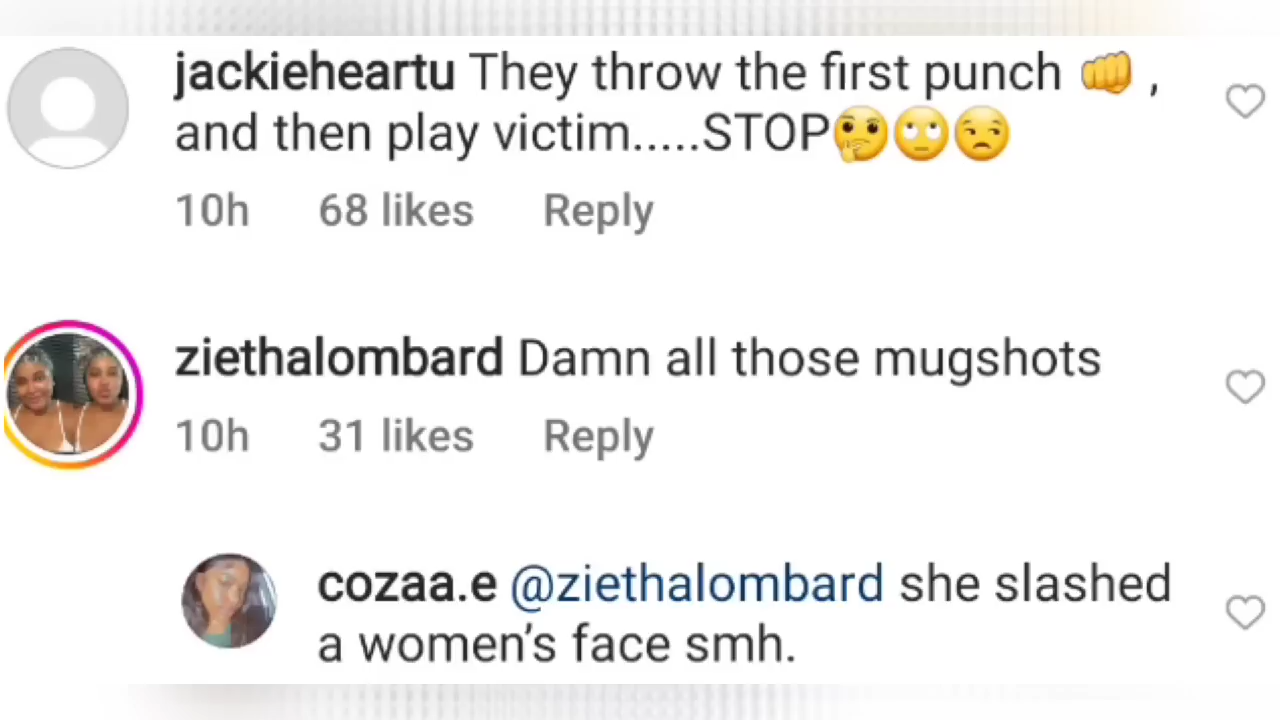 jackieheartu They throw the first punch 👊 ,
and then play victim.....STOP🤔🙄😒
10h 68 likes Reply
ziethalombard Damn all those mugshots
10h 31 likes Reply
cozaa.e @ziethalombard she slashed
a women's face smh.